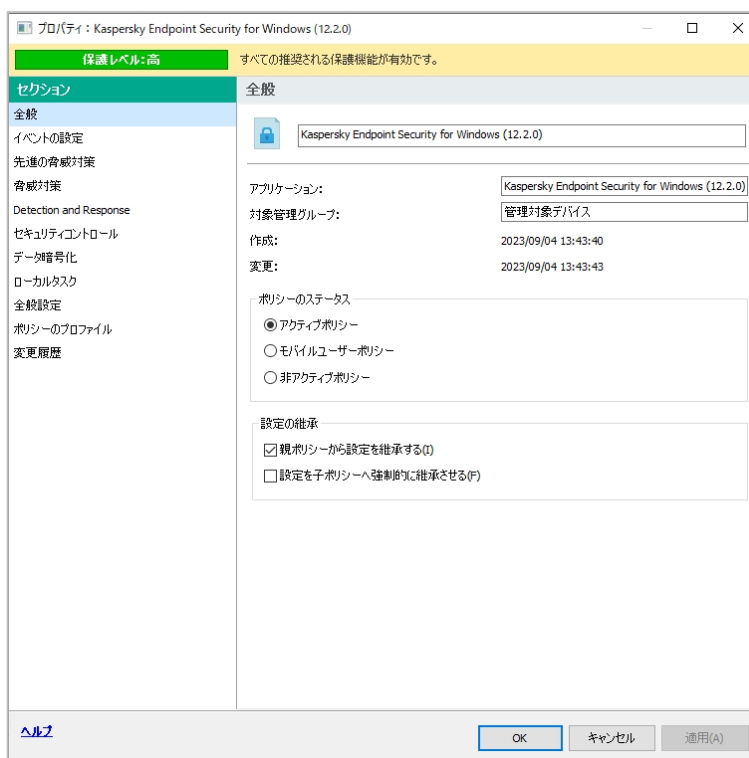 プロパティ：Kaspersky Endpoint Security for Windows (12.2.0)
保護レベル:高
すべての推奨される保護機能が有効です。
セクション
全般
イベントの設定
先進の脅威対策
脅威対策
Detection and Response
セキュリティコントロール
データ暗号化
ローカルタスク
全般設定
ポリシーのプロファイル
変更履歴
全般
Kaspersky Endpoint Security for Windows (12.2.0)
アプリケーション:
Kaspersky Endpoint Security for Windows (12.2.0)
対象管理グループ:
管理対象デバイス
作成:
2023/09/04 13:43:40
変更:
2023/09/04 13:43:43
ポリシーのステータス
アクティブポリシー
モバイルユーザーポリシー
非アクティブポリシー
設定の継承
親ポリシーから設定を継承する(I)
設定を子ポリシーへ強制的に継承させる(F)
ヘルプ
OK
キャンセル
適用(A)